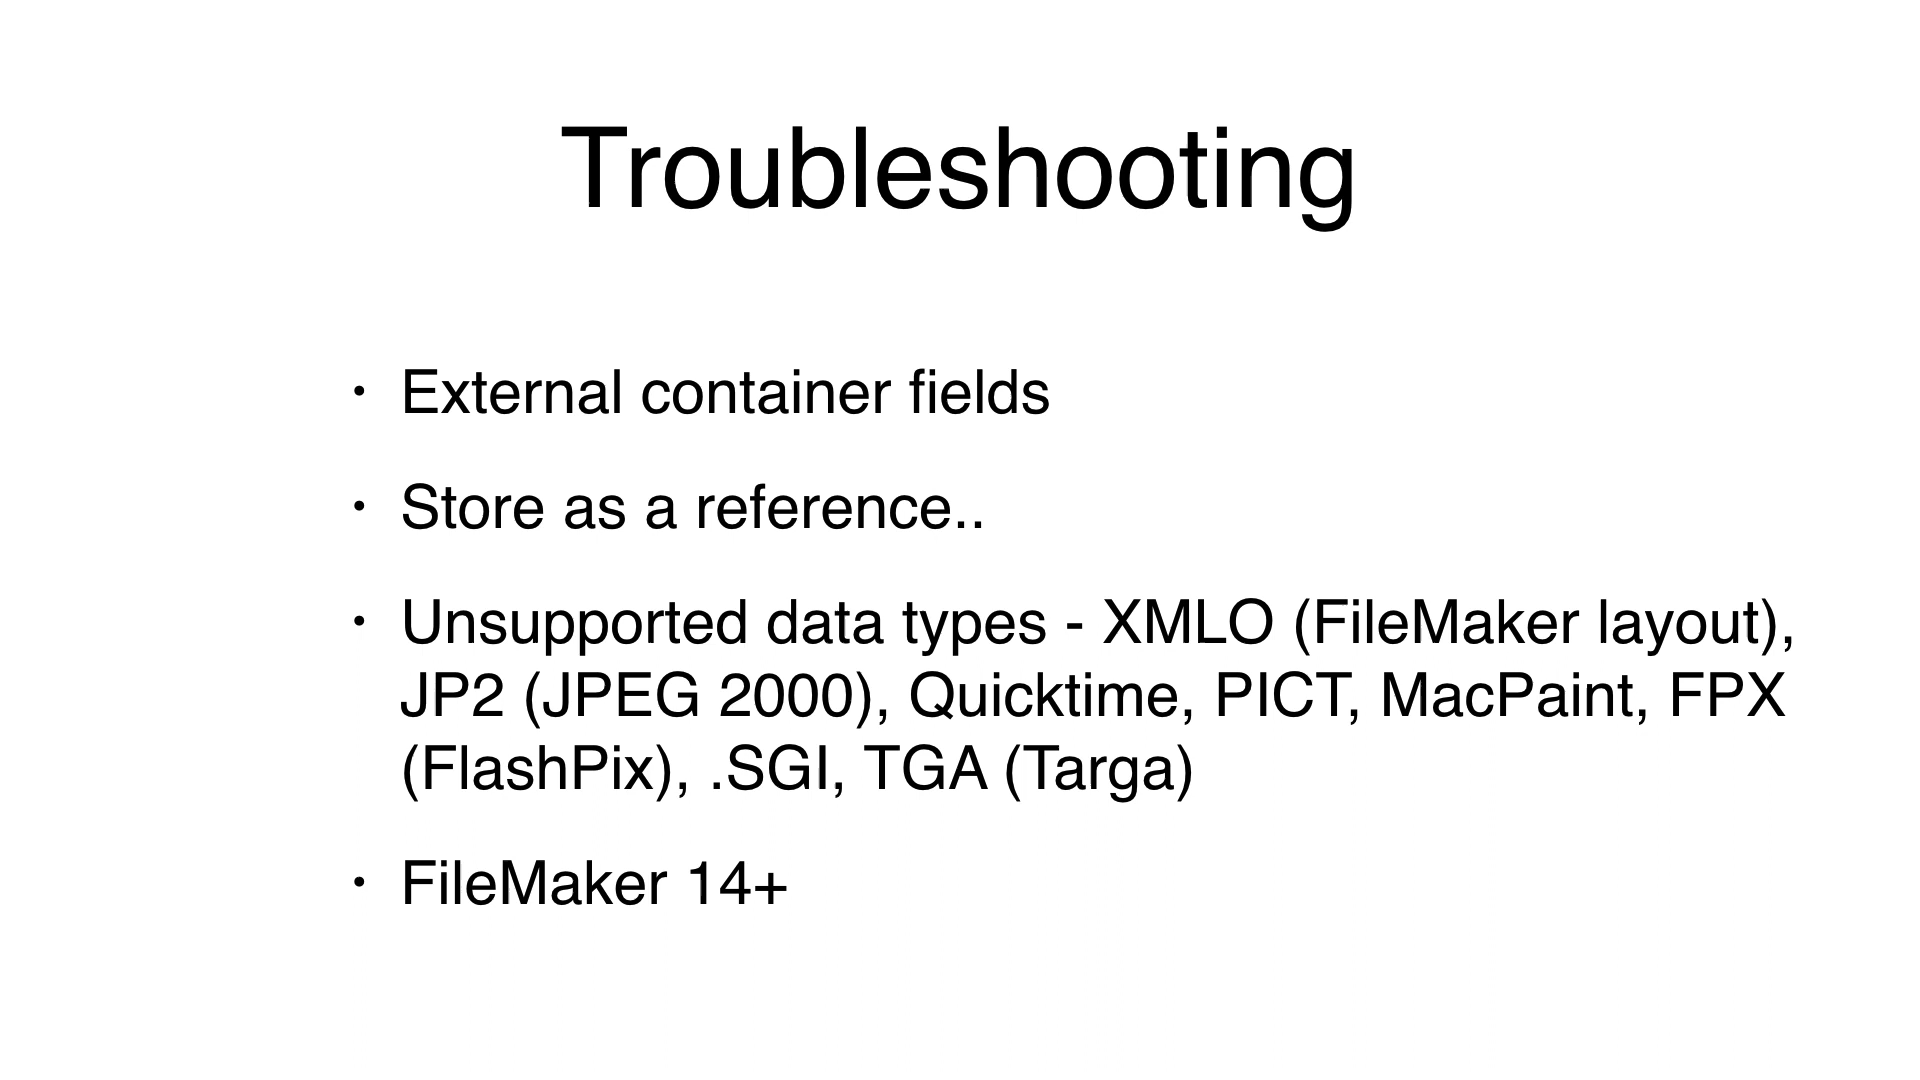 Troubleshooting
• External container fields
• Store as a reference..
• Unsupported data types - XMLO (FileMaker layout),
JP2 (JPEG 2000), Quicktime, PICT, MacPaint, FPX
(FlashPix), .SGI, TGA (Targa)
• FileMaker 14+